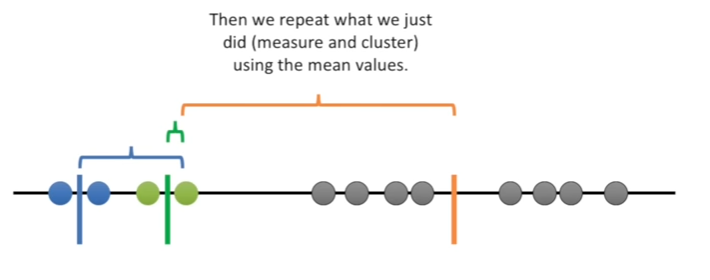 Then we repeat what we just
did (measure and cluster)
using the mean values.